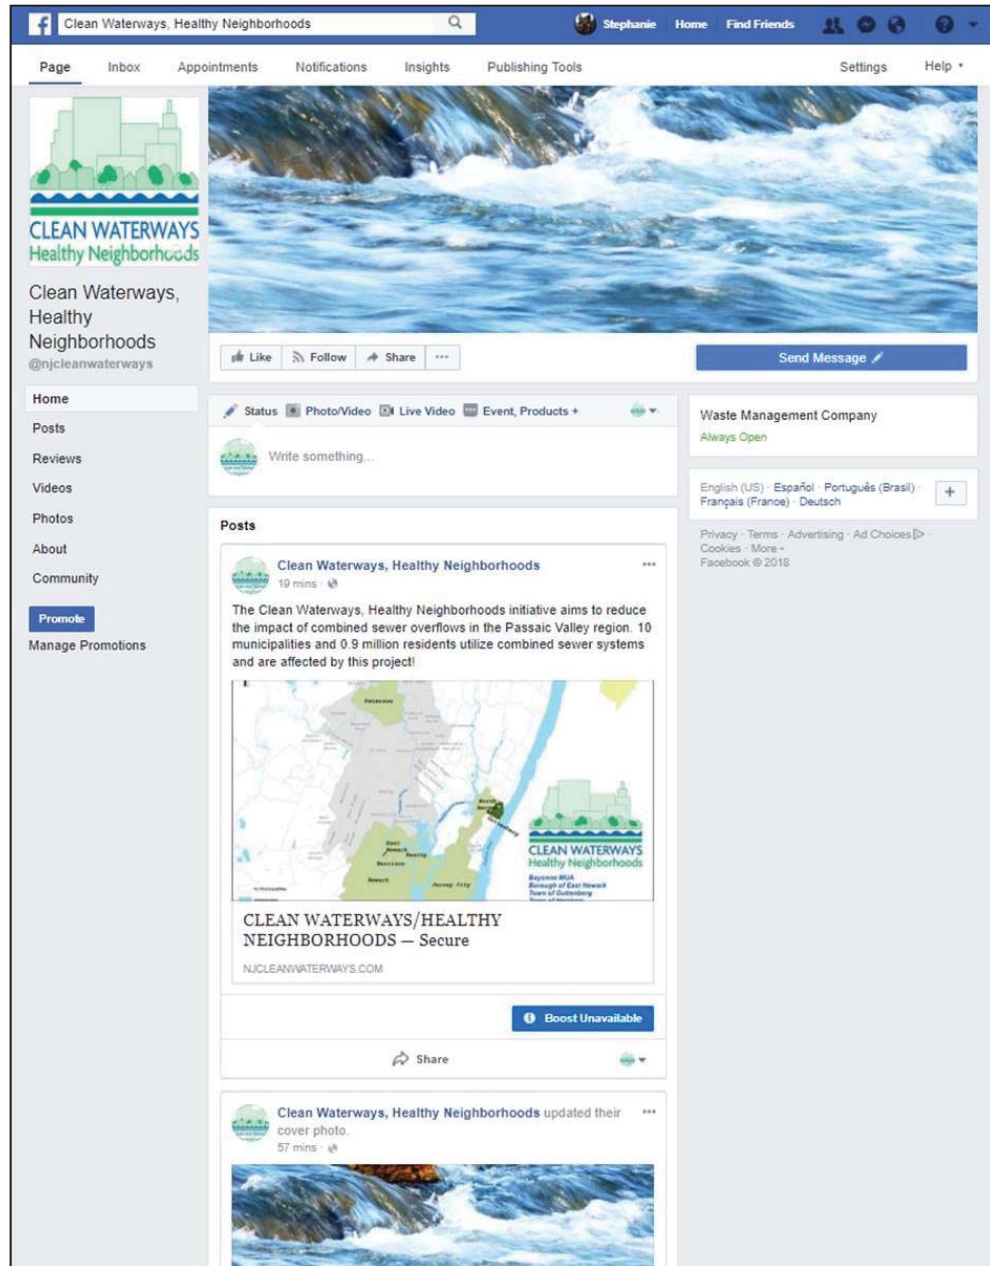 Clean Waterways, Healthy Neighborhoods
Stephanie Home Find Friends
Page Inbox Appointments Notifications Insights Publishing Tools Settings Help
CLEAN WATERWAYS
Healthy Neighborhoods
Clean Waterways,
Healthy
Neighborhoods
@njcleanwaterways
Home
Posts
Reviews
Videos
Photos
About
Community
Promote
Manage Promotions
Like Follow Share ...
Send Message
Status Photo/Video Live Video Event, Products +
Write something...
Posts
Clean Waterways, Healthy Neighborhoods ...
19 mins ·
The Clean Waterways, Healthy Neighborhoods initiative aims to reduce
the impact of combined sewer overflows in the Passaic Valley region. 10
municipalities and 0.9 million residents utilize combined sewer systems
and are affected by this project!
Paterson
North
Bergen
Guttenberg
East
Newark
Kearny
Harrison
Newark
Jersey City
CLEAN WATERWAYS
Healthy Neighborhoods
Bayonne MUA
Borough of East Newark
Town of Guttenberg
CLEAN WATERWAYS/HEALTHY
NEIGHBORHOODS — Secure
NJCLEANWATERWAYS.COM
Boost Unavailable
Share
Clean Waterways, Healthy Neighborhoods updated their ...
cover photo.
57 mins ·
Waste Management Company
Always Open
English (US) · Español · Português (Brasil) ·
Français (France) · Deutsch
+
Privacy · Terms · Advertising · Ad Choices ·
Cookies · More
Facebook © 2018